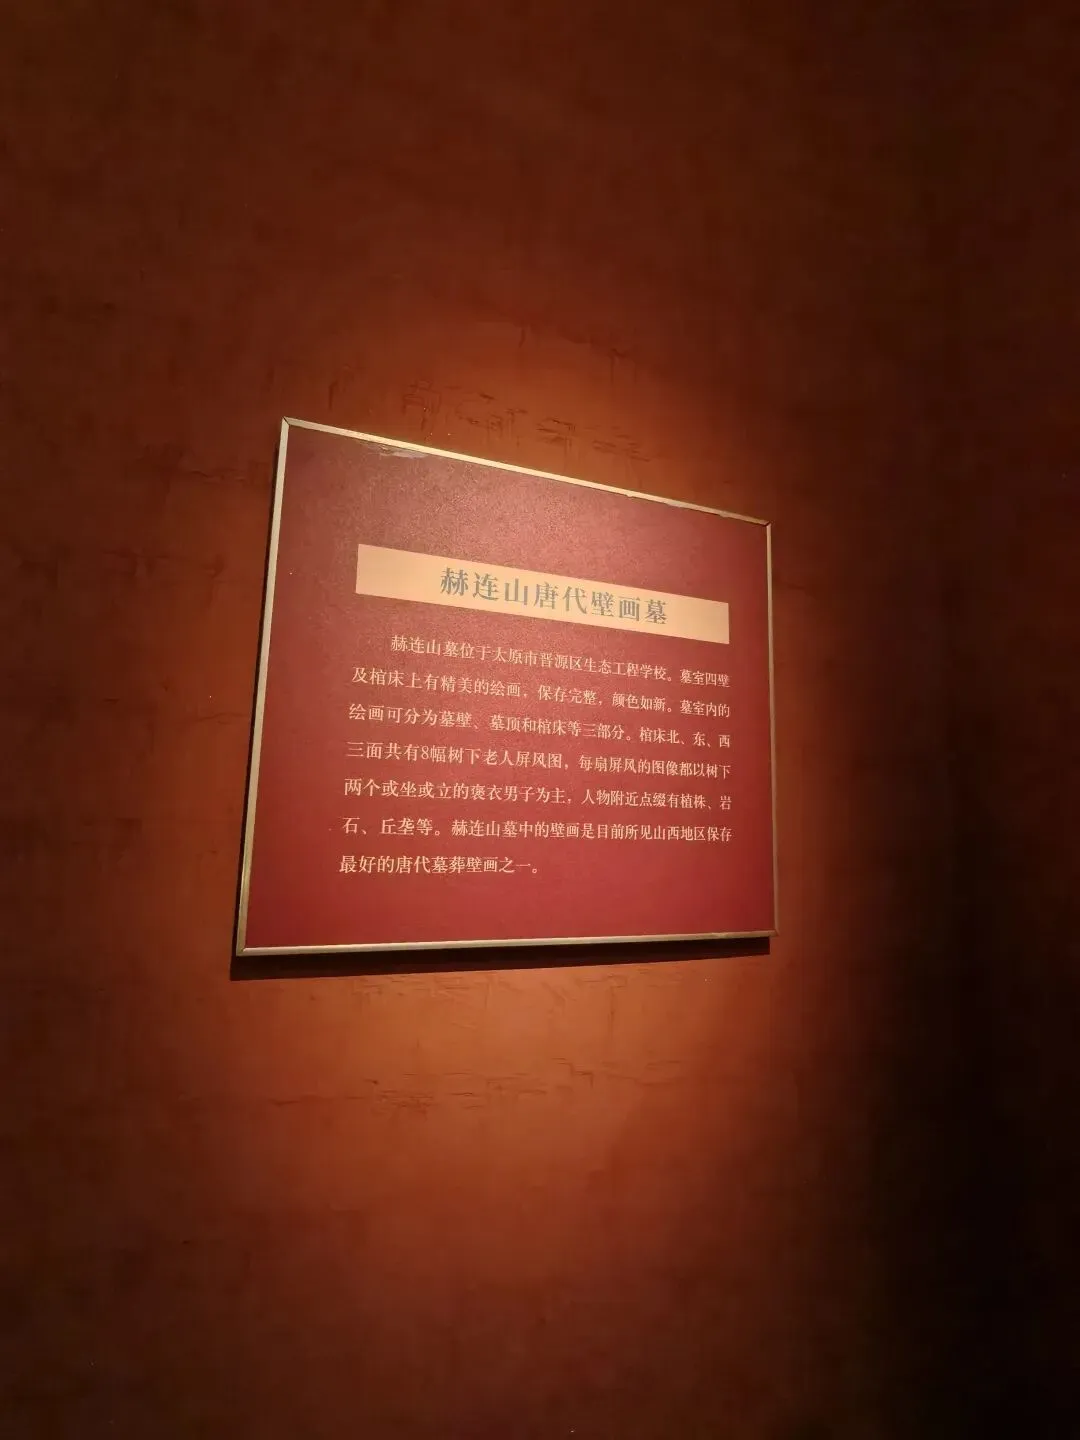 赫连山唐代壁画墓
赫连山墓位于太原市晋源区生态工程学校。墓室四壁
及棺床上有精美的绘画，保存完整，颜色如新。墓室内的
绘画可分为墓壁、墓顶和棺床等三部分。棺床北、东、西
三面共有8幅树下老人屏风图，每扇屏风的图像都以树下
两个或坐或立的褒衣男子为主，人物附近点缀有植株、岩
石、丘垄等。赫连山墓中的壁画是目前所见山西地区保存
最好的唐代墓葬壁画之一。